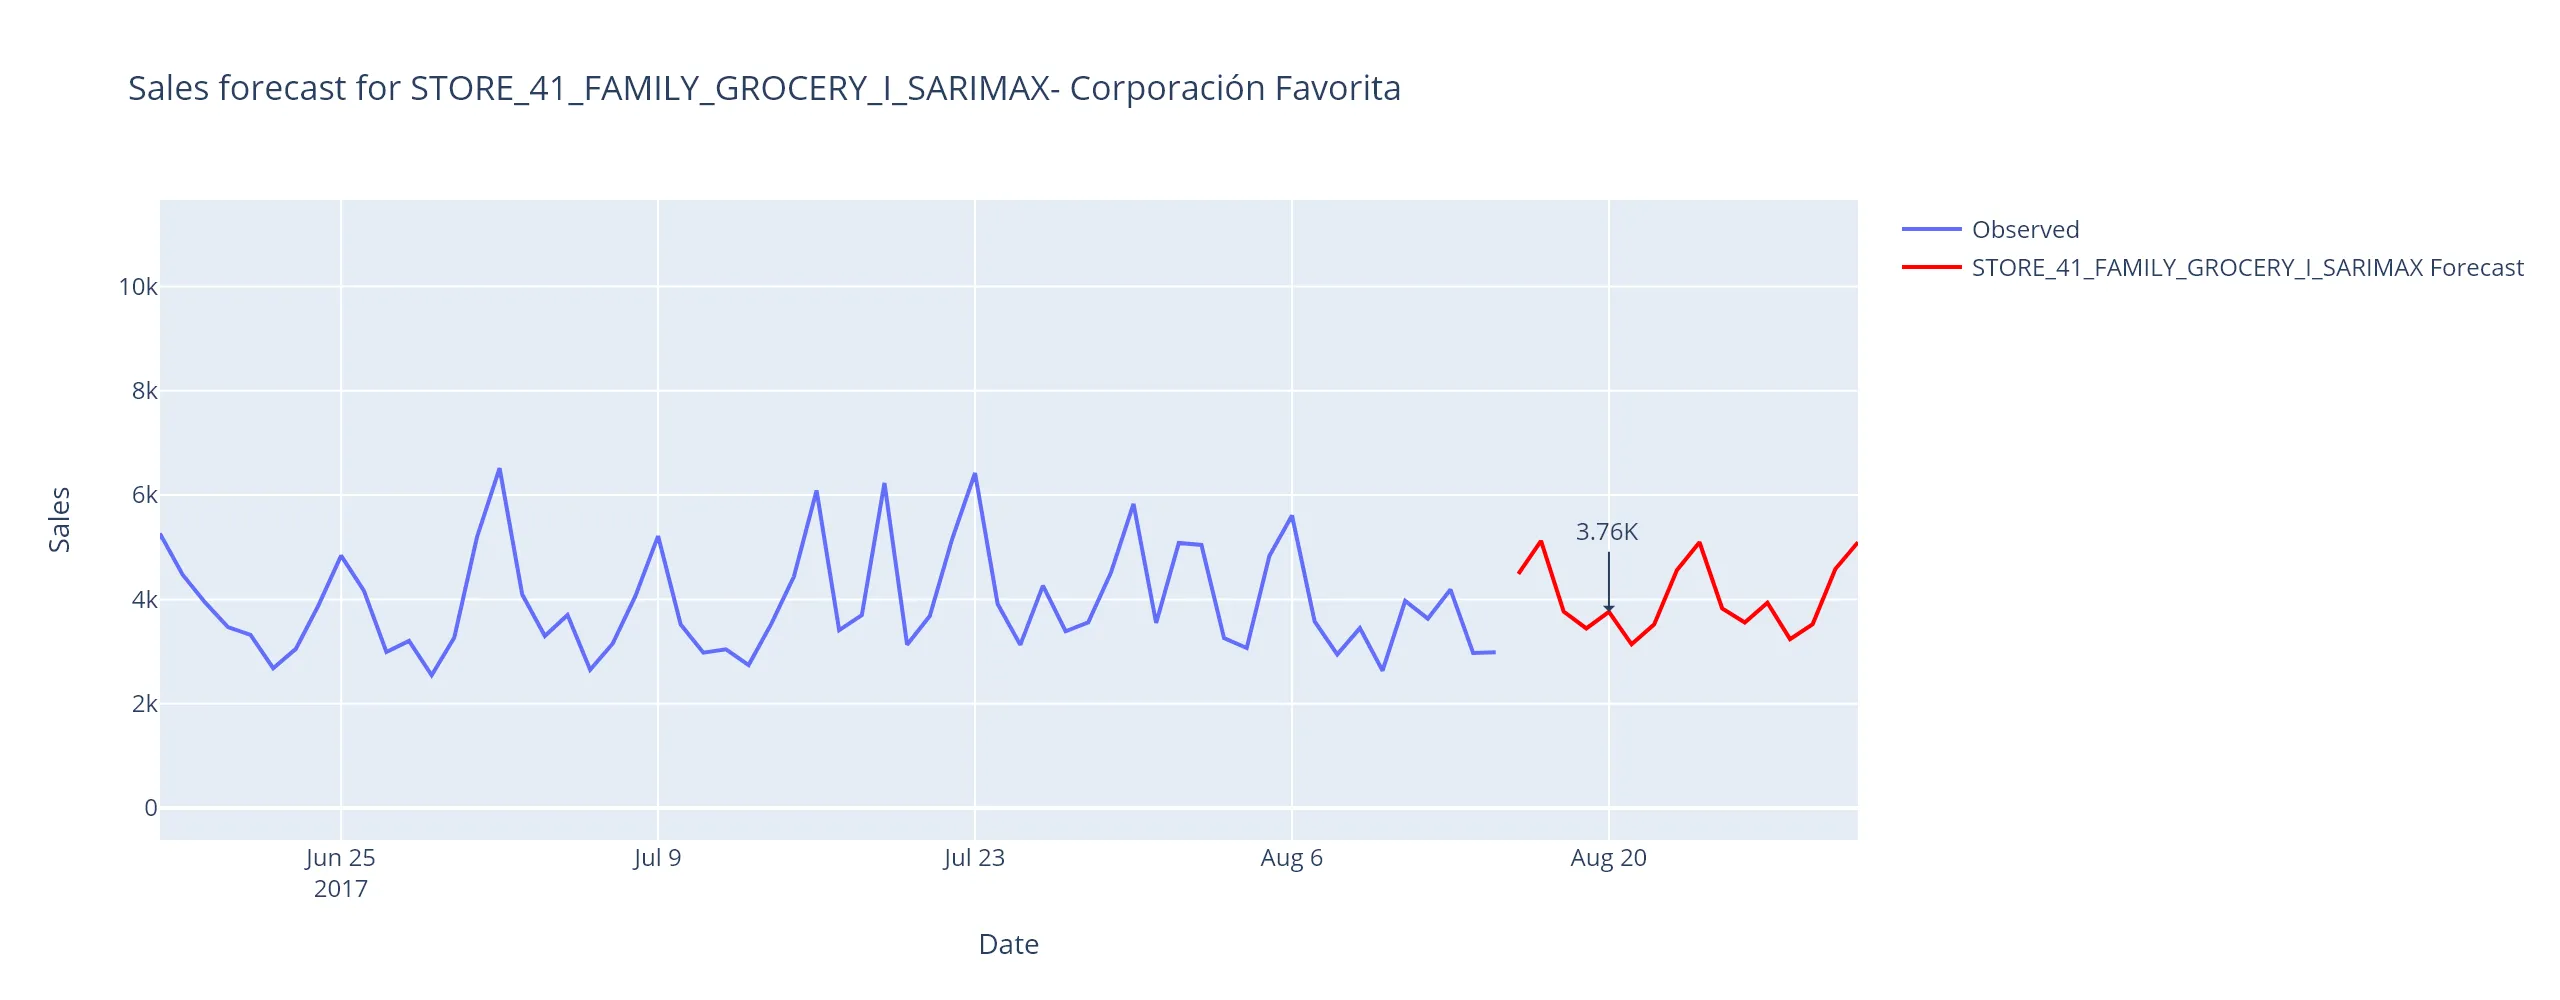 Sales forecast for STORE_41_FAMILY_GROCERY_I_SARIMAX- Corporación Favorita
Observed
STORE_41_FAMILY_GROCERY_I_SARIMAX Forecast
10k
8k
6k
4k
2k
0
Sales
3.76K
Jun 25
2017
Jul 9
Jul 23
Aug 6
Aug 20
Date